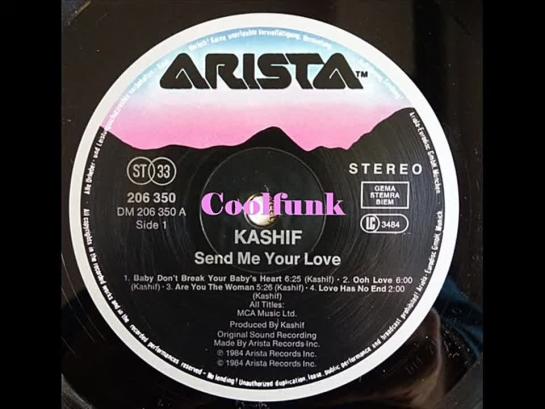 ARISTA™
ST 33
206 350
DM 206 350 A
Side 1
STEREO
GEMA
STEMRA
BIEM
LC 3484
Coolfunk
KASHIF
Send Me Your Love
1. Baby Don't Break Your Baby's Heart 6:25 (Kashif) · 2. Ooh Love 6:00
(Kashif) · 3. Are You The Woman 5:26 (Kashif) · 4. Love Has No End 2:00
(Kashif)
All Titles:
MCA Music Ltd.
Produced By Kashif
Original Sound Recording
Made By Arista Records Inc.
℗ 1984 Arista Records Inc.
© 1984 Arista Records Inc.